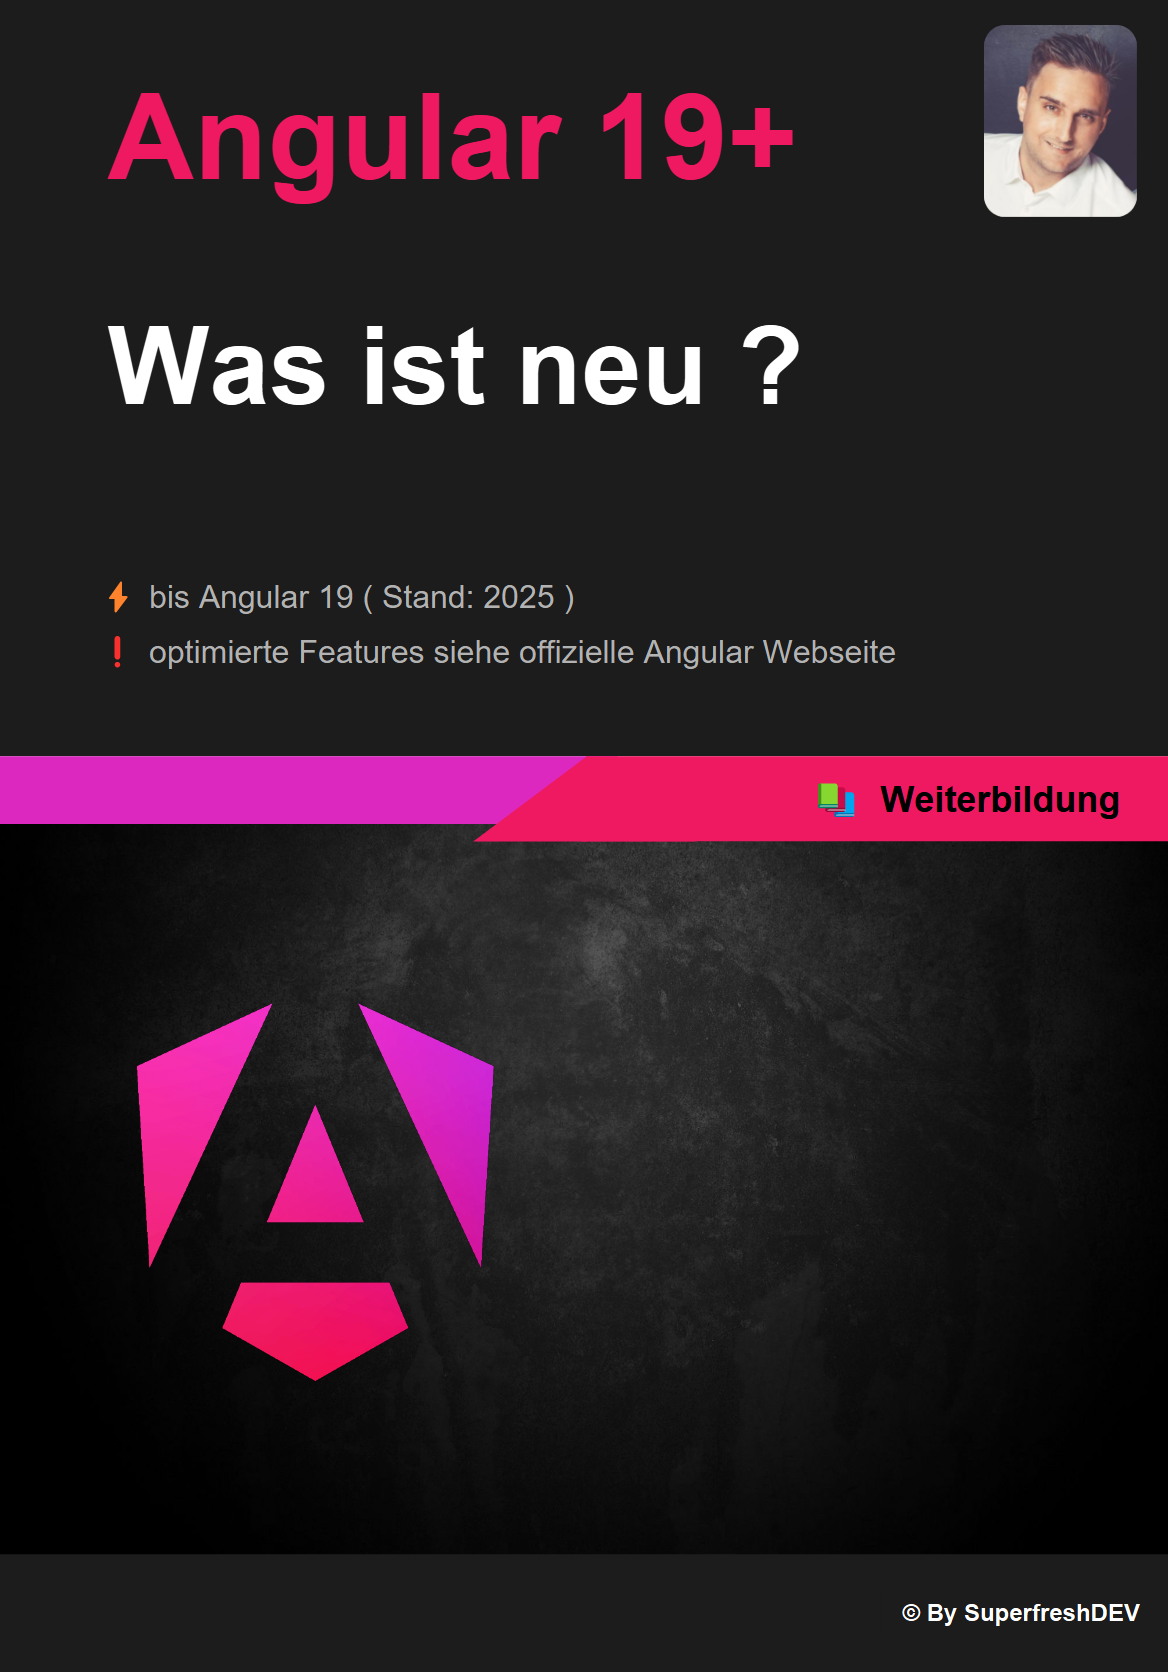 Angular 19+
Was ist neu ?
bis Angular 19 ( Stand: 2025 )
optimierte Features siehe offizielle Angular Webseite
Weiterbildung
© By SuperfreshDEV